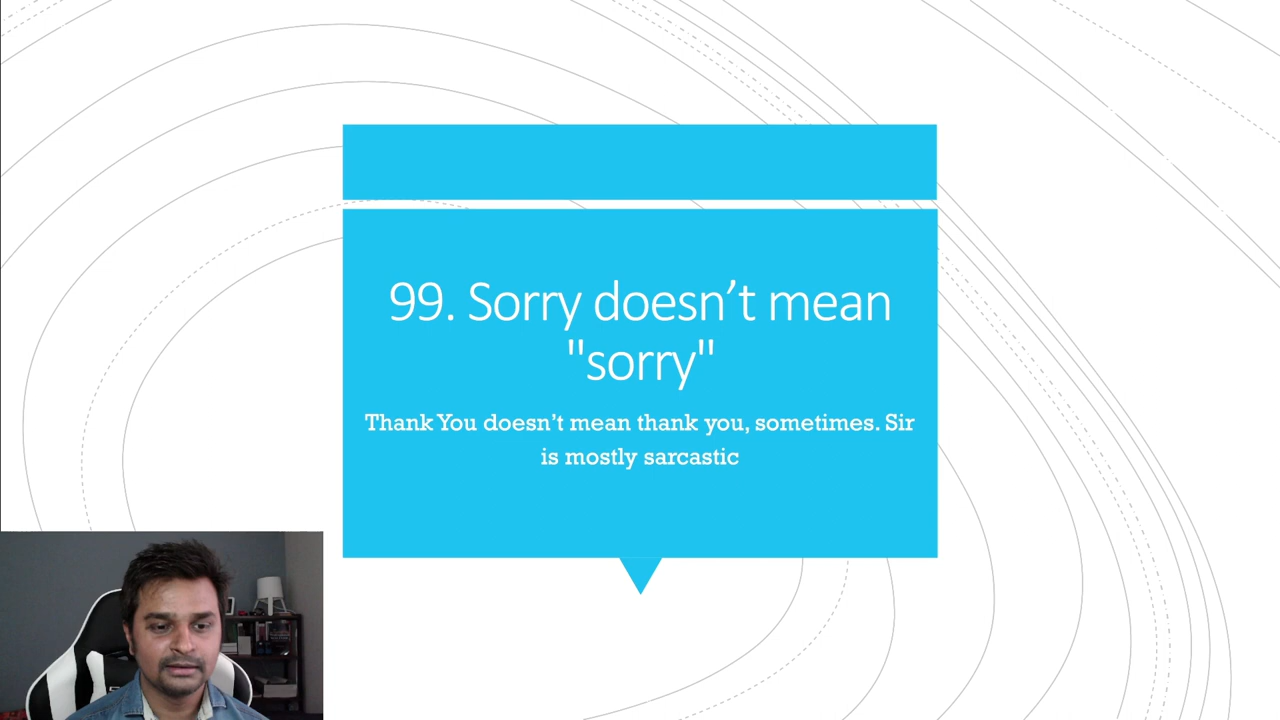 99. Sorry doesn’t mean
"sorry"
Thank You doesn’t mean thank you, sometimes. Sir
is mostly sarcastic